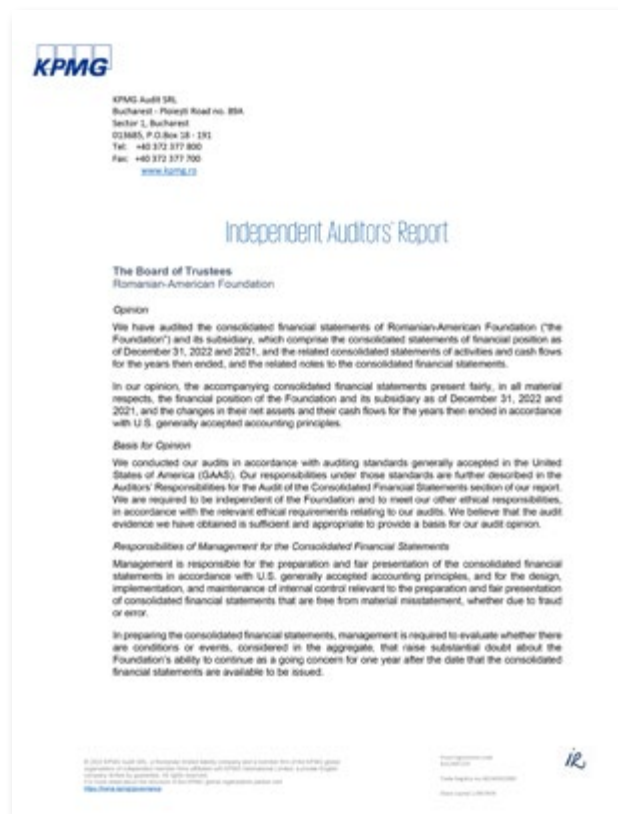 KPMG
KPMG Audit SRL
Bucharest - Ploiești Road no. 89A
Sector 1, Bucharest
013685, P.O.Box 18 - 191
Tel: +40 372 377 800
Fax: +40 372 377 700
www.kpmg.ro
Independent Auditors' Report
The Board of Trustees
Romanian-American Foundation
Opinion
We have audited the consolidated financial statements of Romanian-American Foundation ("the
Foundation") and its subsidiary, which comprise the consolidated statements of financial position as
of December 31, 2022 and 2021, and the related consolidated statements of activities and cash flows
for the years then ended, and the related notes to the consolidated financial statements.
In our opinion, the accompanying consolidated financial statements present fairly, in all material
respects, the financial position of the Foundation and its subsidiary as of December 31, 2022 and
2021, and the changes in their net assets and their cash flows for the years then ended in accordance
with U.S. generally accepted accounting principles.
Basis for Opinion
We conducted our audits in accordance with auditing standards generally accepted in the United
States of America (GAAS). Our responsibilities under those standards are further described in the
Auditors' Responsibilities for the Audit of the Consolidated Financial Statements section of our report.
We are required to be independent of the Foundation and to meet our other ethical responsibilities,
in accordance with the relevant ethical requirements relating to our audits. We believe that the audit
evidence we have obtained is sufficient and appropriate to provide a basis for our audit opinion.
Responsibilities of Management for the Consolidated Financial Statements
Management is responsible for the preparation and fair presentation of the consolidated financial
statements in accordance with U.S. generally accepted accounting principles, and for the design,
implementation, and maintenance of internal control relevant to the preparation and fair presentation
of consolidated financial statements that are free from material misstatement, whether due to fraud
or error.
In preparing the consolidated financial statements, management is required to evaluate whether there
are conditions or events, considered in the aggregate, that raise substantial doubt about the
Foundation's ability to continue as a going concern for one year after the date that the consolidated
financial statements are available to be issued.